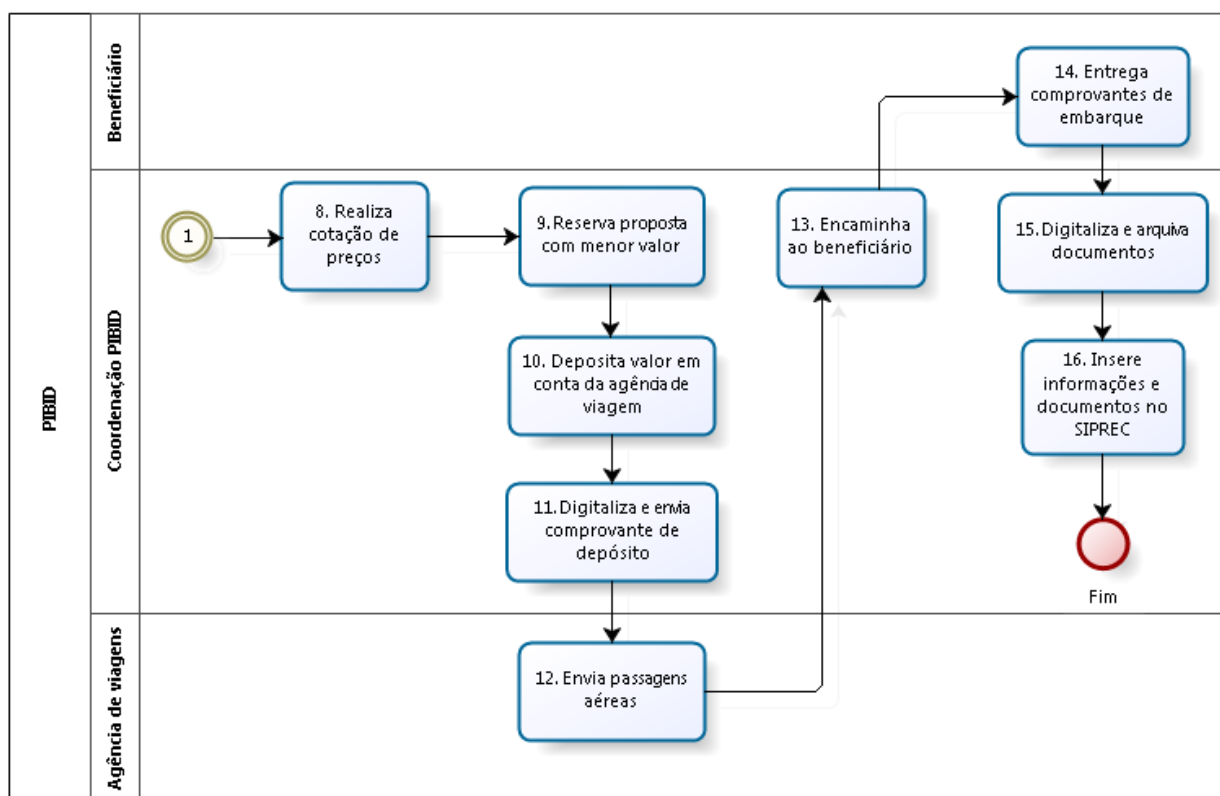 PIBID
Beneficiário
Coordenação PIBID
Agência de viagens
1
8. Realiza
cotação de
preços
9. Reserva proposta
com menor valor
10. Deposita valor em
conta da agência de
viagem
11. Digitaliza e envia
comprovante de
depósito
12. Envia passagens
aéreas
13. Encaminha
ao beneficiário
14. Entrega
comprovantes de
embarque
15. Digitaliza e arquiva
documentos
16. Insere
informações e
documentos no
SIPREC
Fim